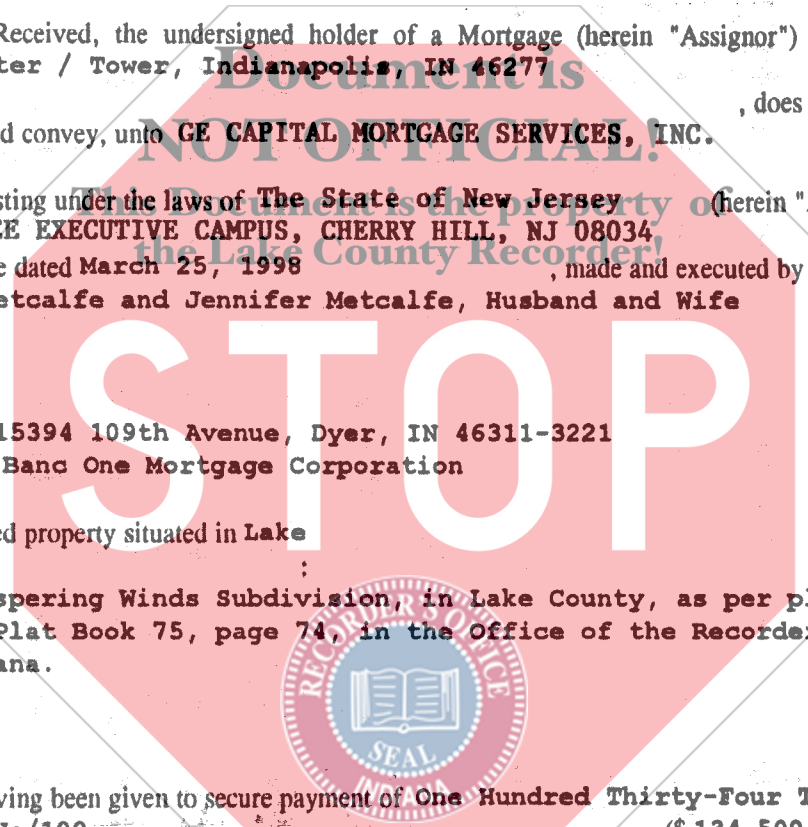 Received, the undersigned holder of a Mortgage (herein "Assignor")
ter / Tower, Indianapolis, IN 46277
Document is
, does
d convey, unto GE CAPITAL MORTGAGE SERVICES, INC.
NOT OFFICIAL!
sting under the laws of The State of New Jersey (herein "
This Document is the property of
EE EXECUTIVE CAMPUS, CHERRY HILL, NJ 08034
the Lake County Recorder!
e dated March 25, 1998 , made and executed by
etcalfe and Jennifer Metcalfe, Husband and Wife
STOP
15394 109th Avenue, Dyer, IN 46311-3221
Banc One Mortgage Corporation
ed property situated in Lake
:
spering Winds Subdivision, in Lake County, as per pl
Plat Book 75, page 74, in the Office of the Recorder
ana.
RECORDER'S OFFICE
SEAL
INDIANA
ving been given to secure payment of One Hundred Thirty-Four T